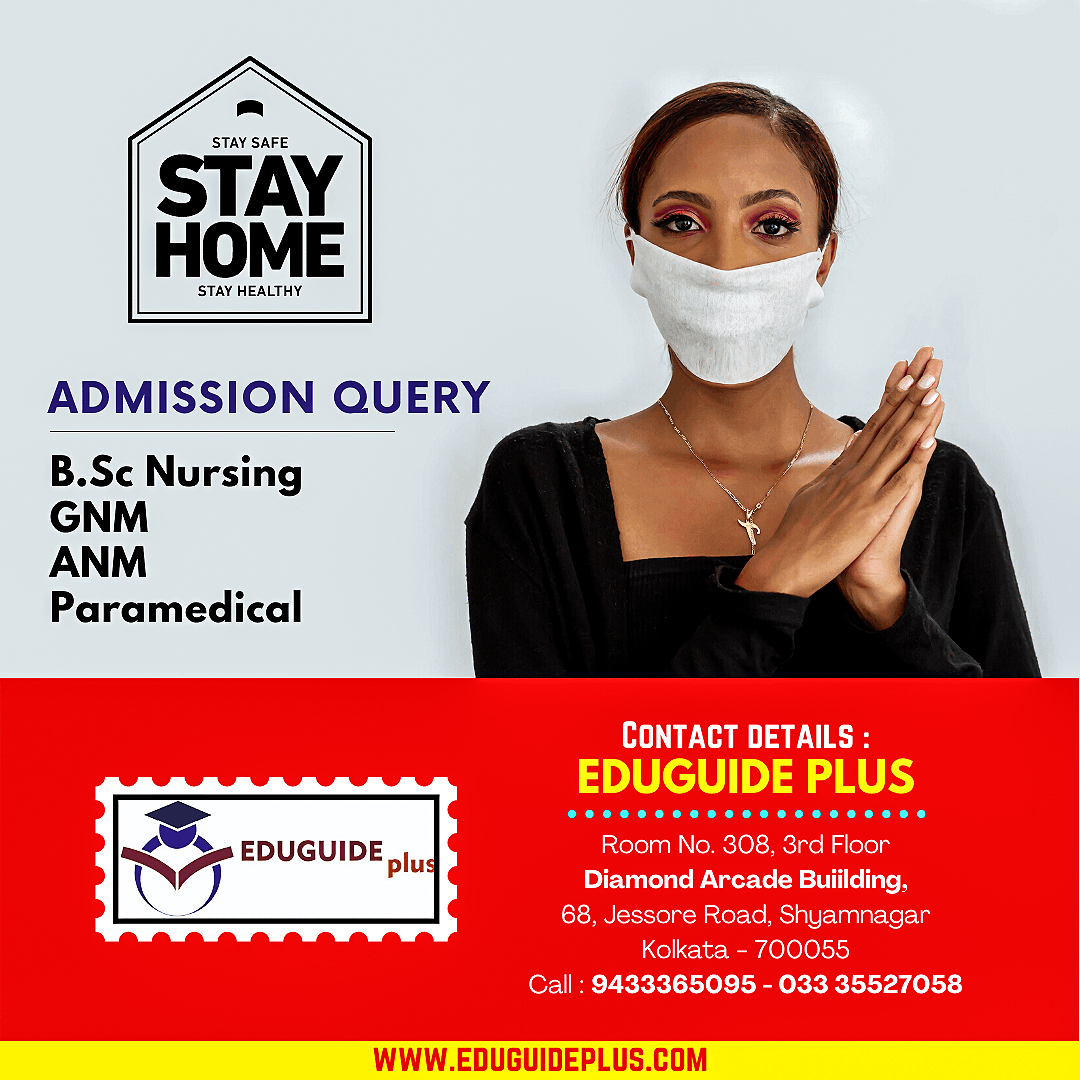 STAY SAFE
STAY
HOME
STAY HEALTHY
ADMISSION QUERY
B.Sc Nursing
GNM
ANM
Paramedical
EDUGUIDE
plus
CONTACT DETAILS :
EDUGUIDE PLUS
Room No. 308, 3rd Floor
Diamond Arcade Buiilding,
68, Jessore Road, Shyamnagar
Kolkata - 700055
Call : 9433365095 - 033 35527058
WWW.EDUGUIDEPLUS.COM